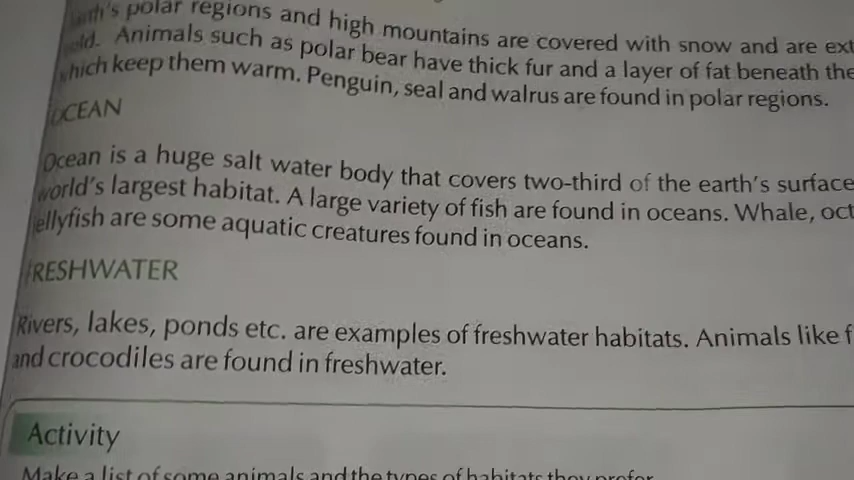 polar regions and high mountains are covered with snow and are
Animals such as polar bear have thick fur and a layer of fat beneath the
which keep them warm. Penguin, seal and walrus are found in polar regions.
OCEAN
Ocean is a huge salt water body that covers two-third of the earth's surface
world's largest habitat. A large variety of fish are found in oceans. Whale,
jellyfish are some aquatic creatures found in oceans.
FRESHWATER
Rivers, lakes, ponds etc. are examples of freshwater habitats. Animals like
and crocodiles are found in freshwater.
Activity
Make a list of some animals and the types of habitats they prefer.